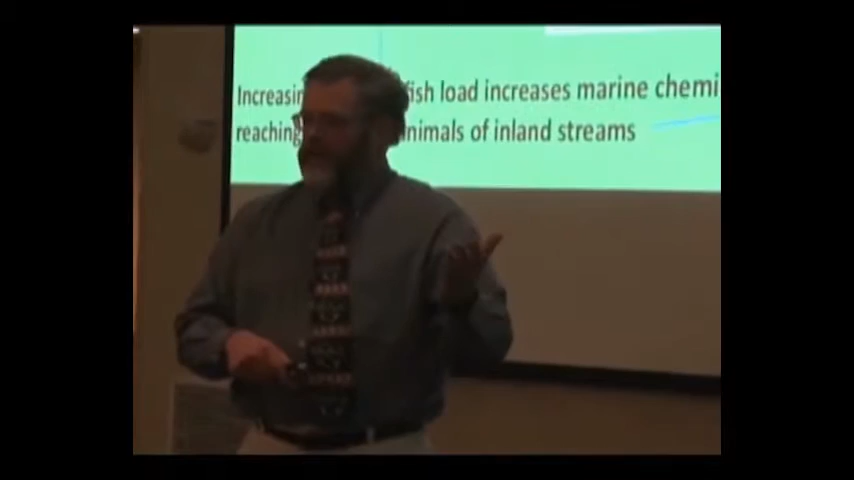 Increasin fish load increases marine chemi
reaching nimals of inland streams